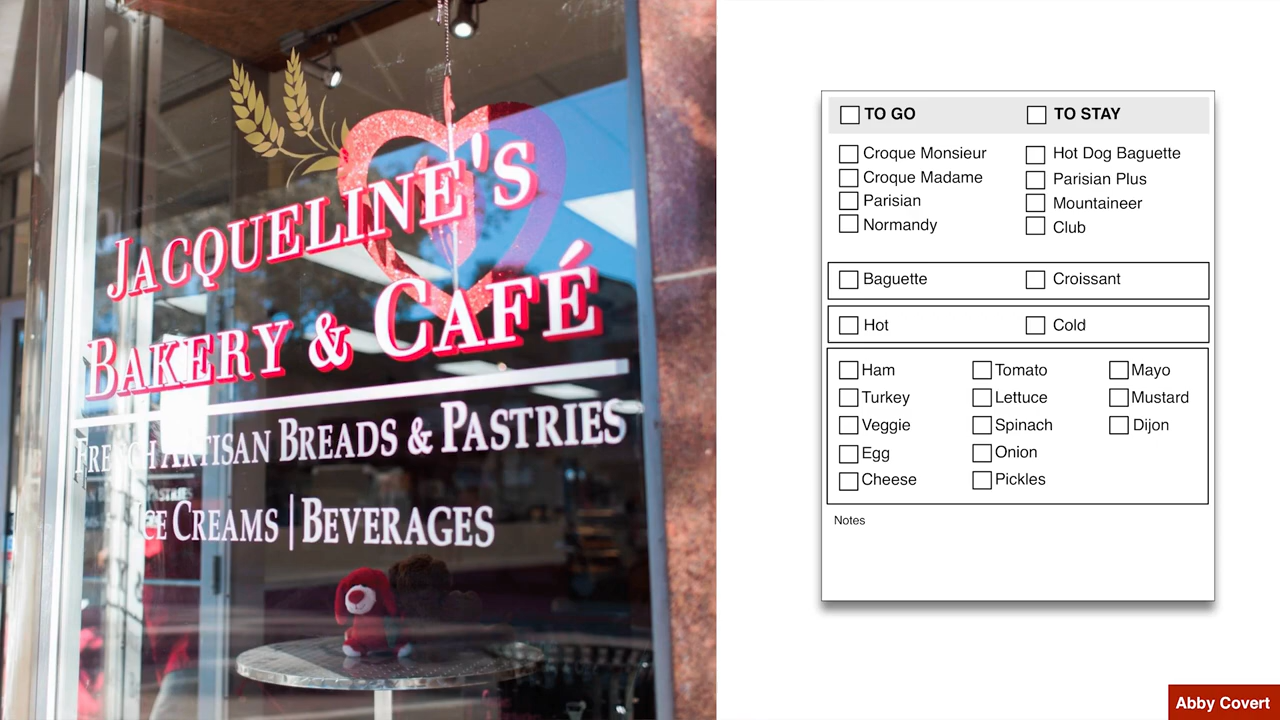 JACQUELINE'S
BAKERY & CAFÉ
FRENCH ARTISAN BREADS & PASTRIES
ICE CREAMS | BEVERAGES
TO GO TO STAY
Croque Monsieur Hot Dog Baguette
Croque Madame Parisian Plus
Parisian Mountaineer
Normandy Club
Baguette Croissant
Hot Cold
Ham Tomato Mayo
Turkey Lettuce Mustard
Veggie Spinach Dijon
Egg Onion
Cheese Pickles
Notes
Abby Covert